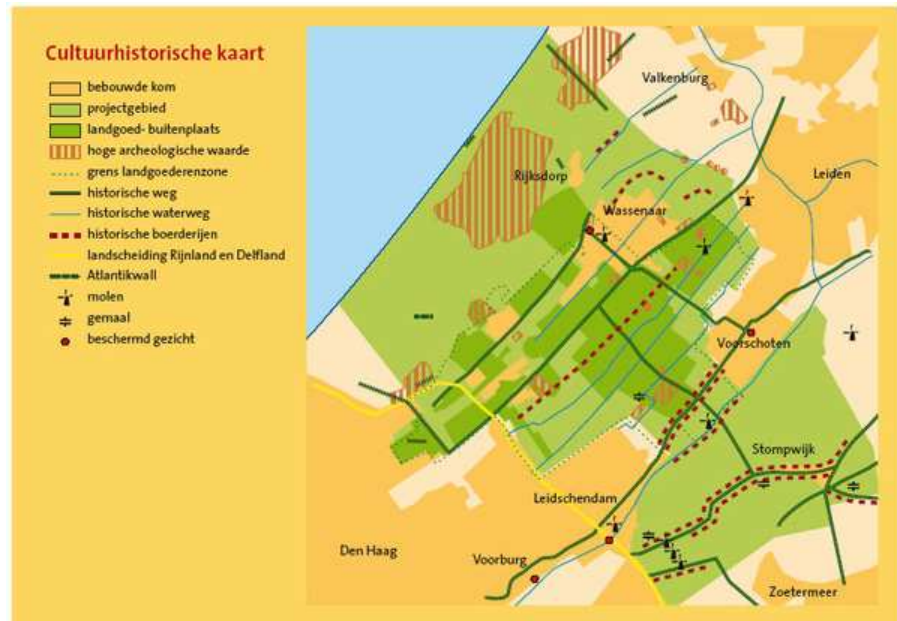 Cultuurhistorische kaart
bebouwde kom
projectgebied
landgoed- buitenplaats
hoge archeologische waarde
grens landgoederenzone
historische weg
historische waterweg
historische boerderijen
landscheiding Rijnland en Delfland
Atlantikwall
molen
gemaal
beschermd gezicht
Valkenburg
Rijksdorp
Leiden
Wassenaar
Voorschoten
Stompwijk
Leidschendam
Den Haag
Voorburg
Zoetermeer